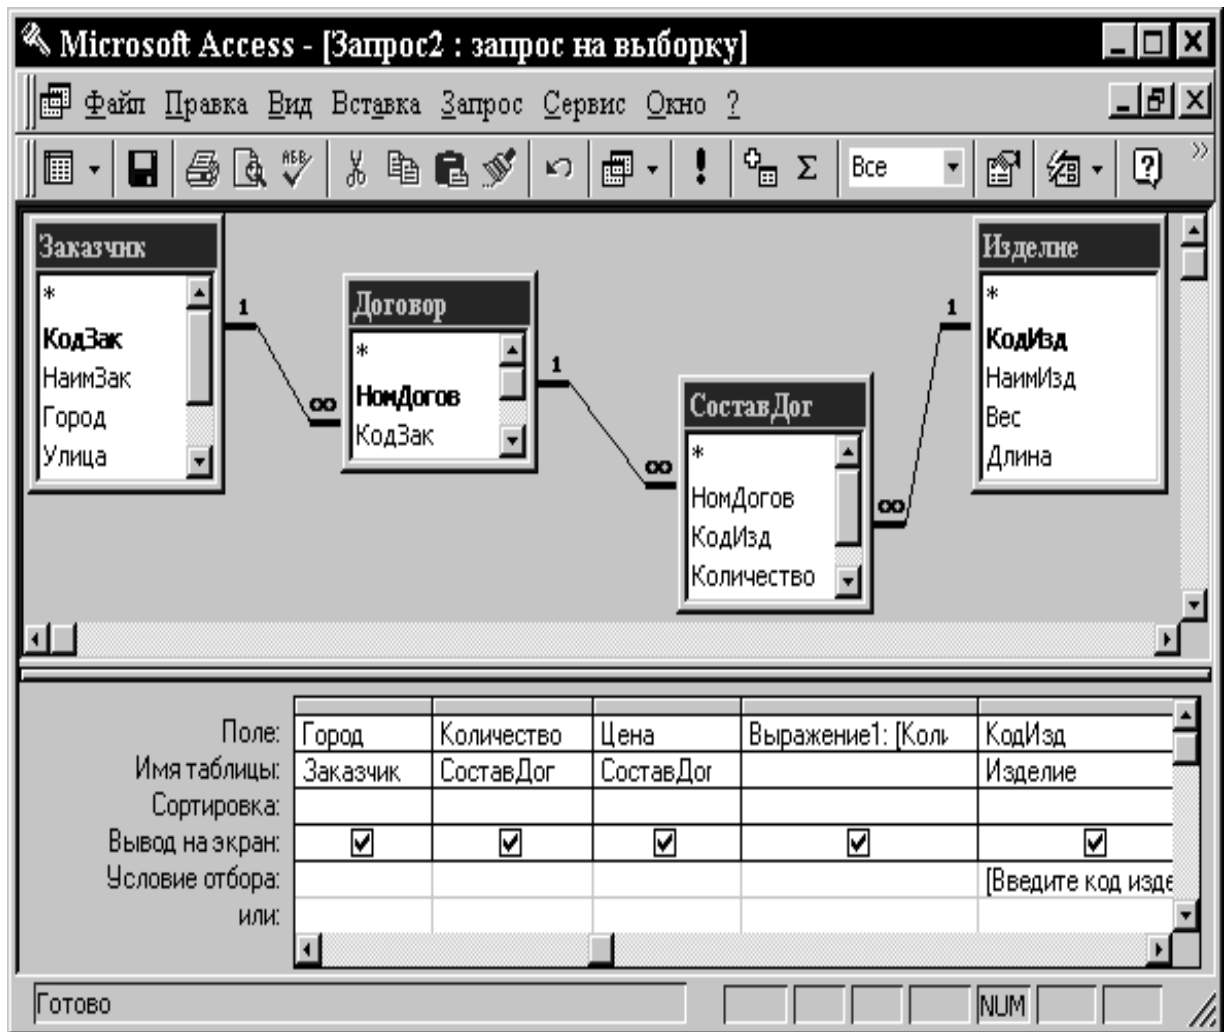 Microsoft Access - [Запрос2 : запрос на выборку]
Файл Правка Вид Вставка Запрос Сервис Окно ?
АБВ Σ Все
Заказчик
*
КодЗак
НаимЗак
Город
Улица
1
∞
Договор
*
НомДогов
КодЗак
1
∞
СоставДог
*
НомДогов
КодИзд
Количество
∞
1
Изделие
*
КодИзд
НаимИзд
Вес
Длина
Поле: Город Количество Цена Выражение1: [Коли КодИзд
Имя таблицы: Заказчик СоставДог СоставДог Изделие
Сортировка:
Вывод на экран:
Условие отбора: [Введите код изде
или:
Готово NUM